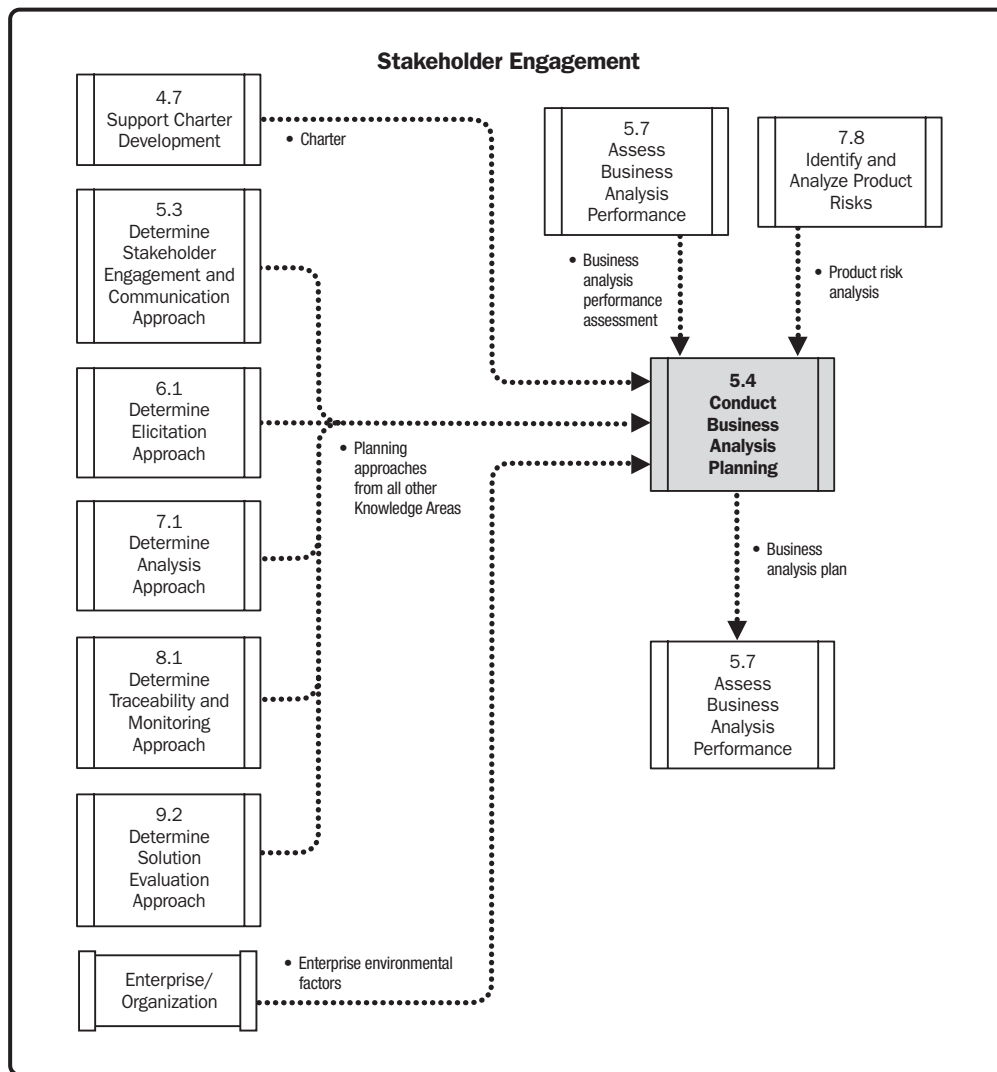 Stakeholder Engagement
4.7
Support Charter
Development
• Charter
5.3
Determine
Stakeholder
Engagement and
Communication
Approach
6.1
Determine
Elicitation
Approach
7.1
Determine
Analysis
Approach
8.1
Determine
Traceability and
Monitoring
Approach
9.2
Determine
Solution
Evaluation
Approach
Enterprise/
Organization
• Planning
approaches
from all other
Knowledge Areas
• Enterprise environmental
factors
5.7
Assess
Business
Analysis
Performance
• Business
analysis
performance
assessment
7.8
Identify and
Analyze Product
Risks
• Product risk
analysis
5.4
Conduct
Business
Analysis
Planning
• Business
analysis plan
5.7
Assess
Business
Analysis
Performance